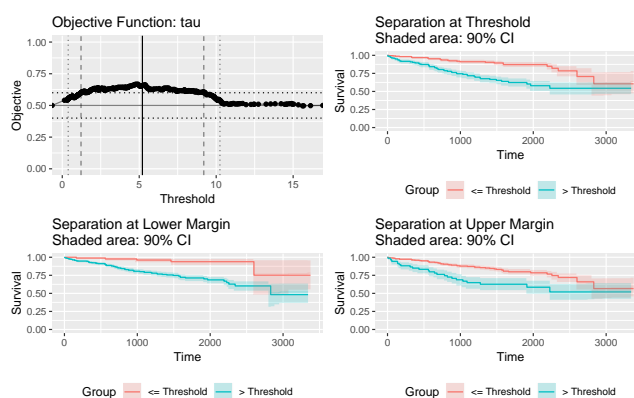 Objective Function: tau
1.00
0.75
0.50
0.25
0.00
Objective
0
5
10
15
Threshold
Separation at Threshold
Shaded area: 90% CI
1.00
0.75
0.50
0.25
0.00
Survival
0
1000
2000
3000
Time
Group <= Threshold > Threshold
Separation at Lower Margin
Shaded area: 90% CI
1.00
0.75
0.50
0.25
0.00
Survival
0
1000
2000
3000
Time
Group <= Threshold > Threshold
Separation at Upper Margin
Shaded area: 90% CI
1.00
0.75
0.50
0.25
0.00
Survival
0
1000
2000
3000
Time
Group <= Threshold > Threshold